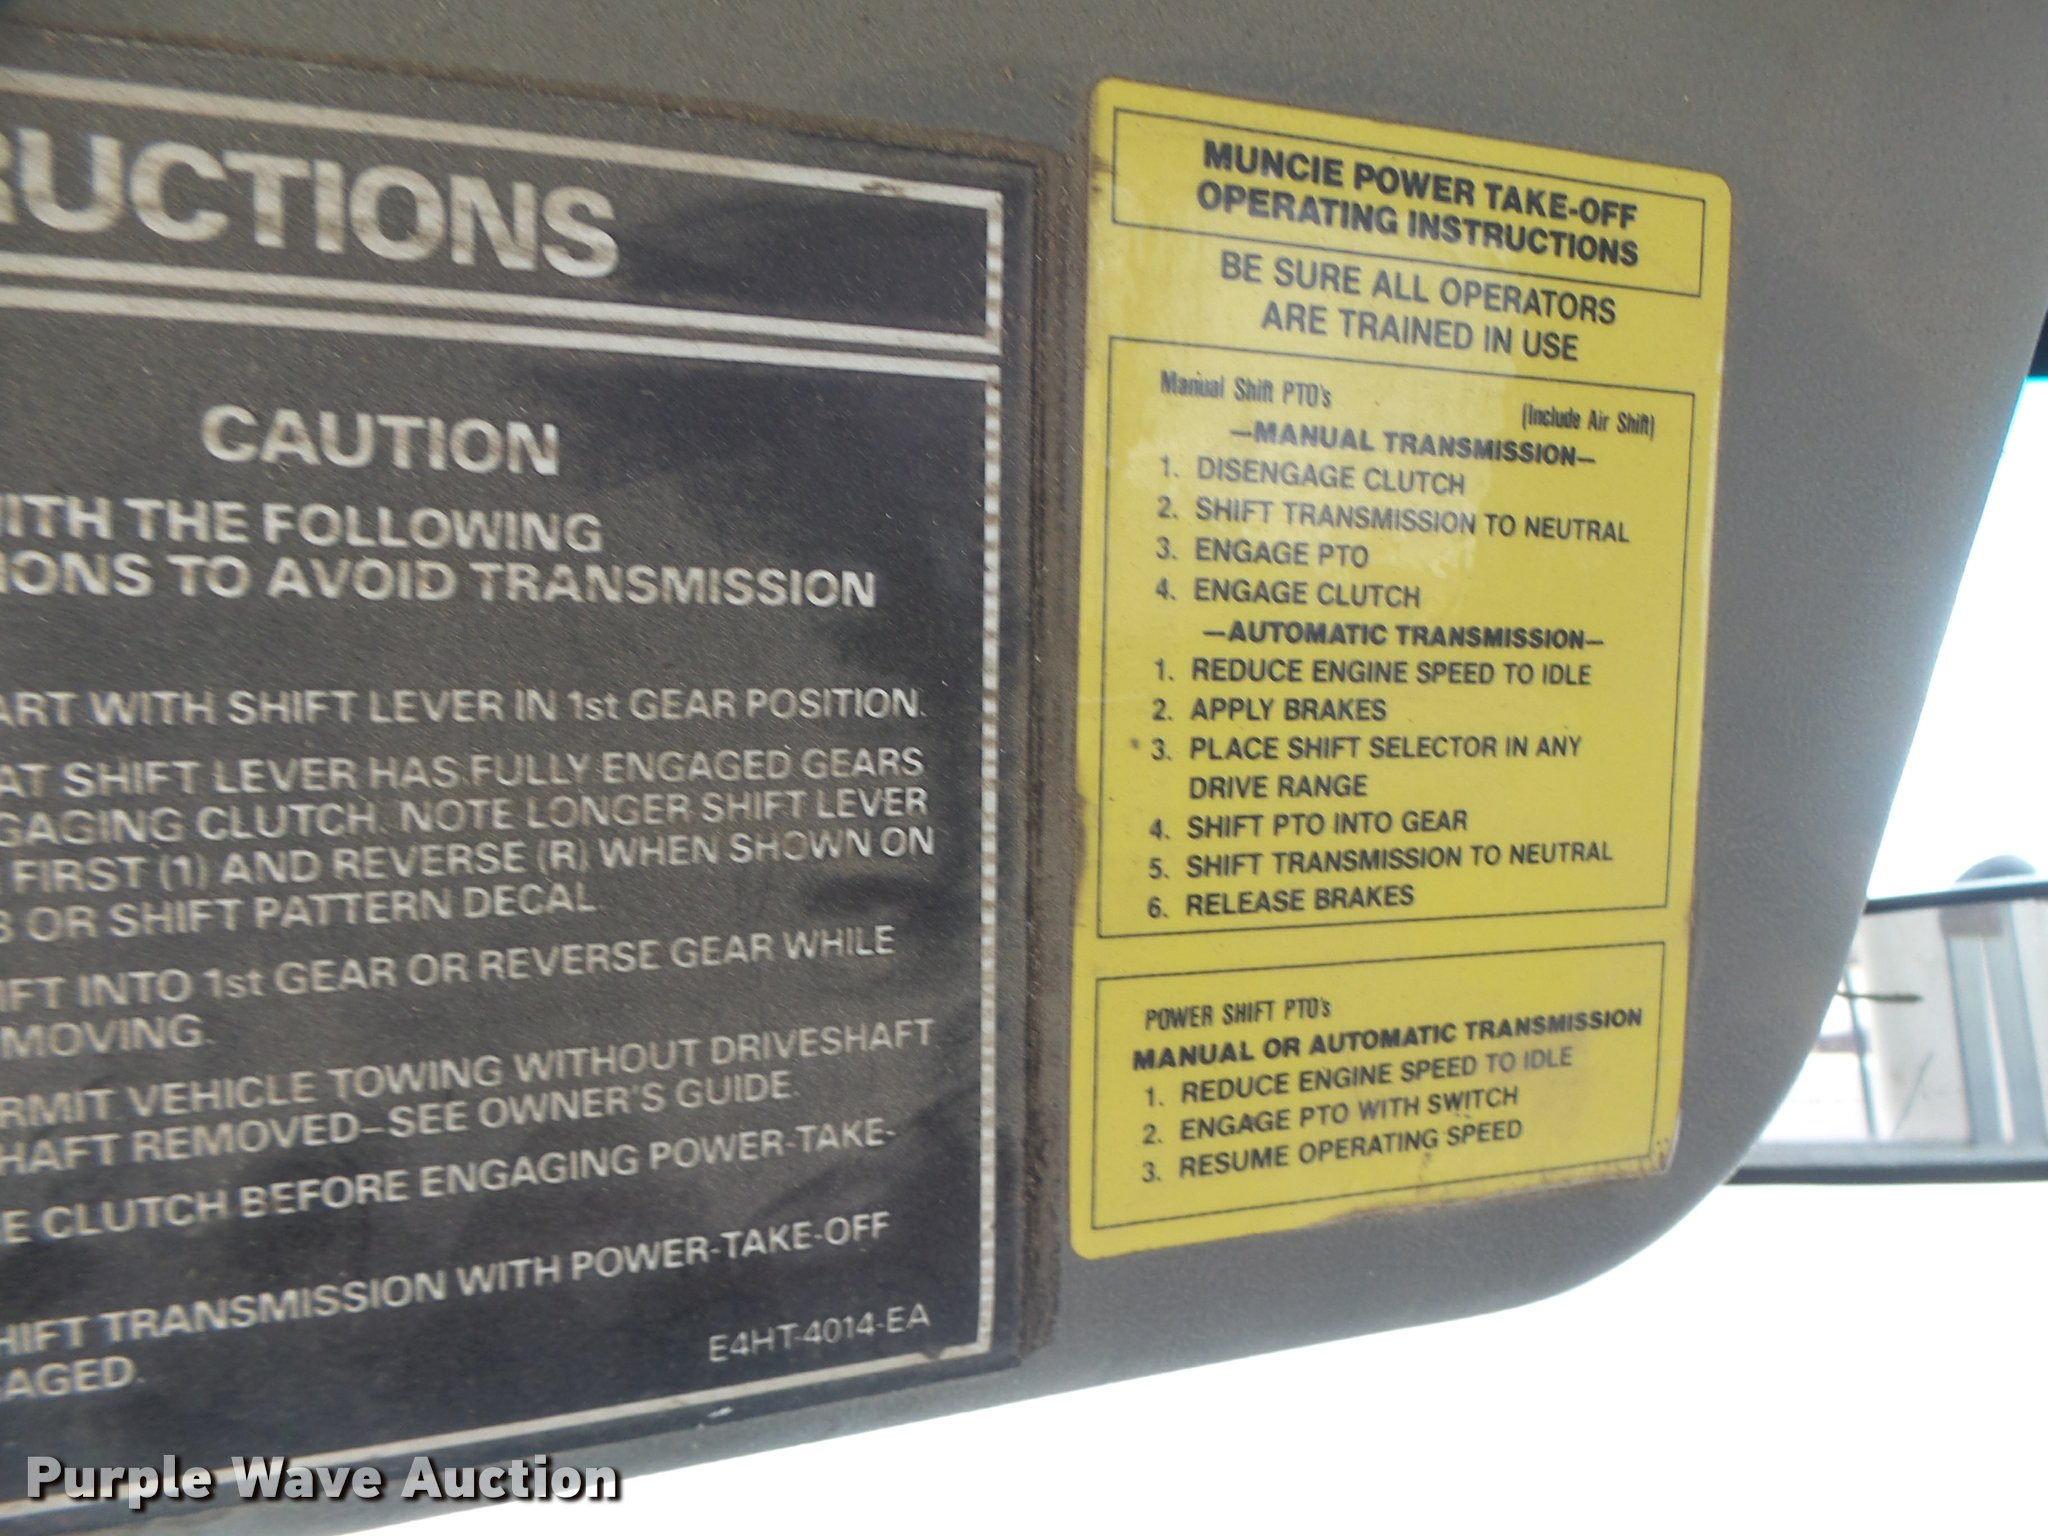 RUCTIONS
CAUTION
WITH THE FOLLOWING
IONS TO AVOID TRANSMISSION
ART WITH SHIFT LEVER IN 1st GEAR POSITION.
AT SHIFT LEVER HAS FULLY ENGAGED GEARS
GAGING CLUTCH. NOTE LONGER SHIFT LEVER
FIRST (1) AND REVERSE (R) WHEN SHOWN ON
B OR SHIFT PATTERN DECAL.
IFT INTO 1st GEAR OR REVERSE GEAR WHILE
MOVING.
RMIT VEHICLE TOWING WITHOUT DRIVESHAFT
HAFT REMOVED–SEE OWNER'S GUIDE.
E CLUTCH BEFORE ENGAGING POWER-TAKE-
HIFT TRANSMISSION WITH POWER-TAKE-OFF
AGED.
E4HT-4014-EA
MUNCIE POWER TAKE-OFF
OPERATING INSTRUCTIONS
BE SURE ALL OPERATORS
ARE TRAINED IN USE
Manual Shift PTO's
(Include Air Shift)
—MANUAL TRANSMISSION—
1. DISENGAGE CLUTCH
2. SHIFT TRANSMISSION TO NEUTRAL
3. ENGAGE PTO
4. ENGAGE CLUTCH
—AUTOMATIC TRANSMISSION—
1. REDUCE ENGINE SPEED TO IDLE
2. APPLY BRAKES
* 3. PLACE SHIFT SELECTOR IN ANY
DRIVE RANGE
4. SHIFT PTO INTO GEAR
5. SHIFT TRANSMISSION TO NEUTRAL
6. RELEASE BRAKES
POWER SHIFT PTO's
MANUAL OR AUTOMATIC TRANSMISSION
1. REDUCE ENGINE SPEED TO IDLE
2. ENGAGE PTO WITH SWITCH
3. RESUME OPERATING SPEED
Purple Wave Auction